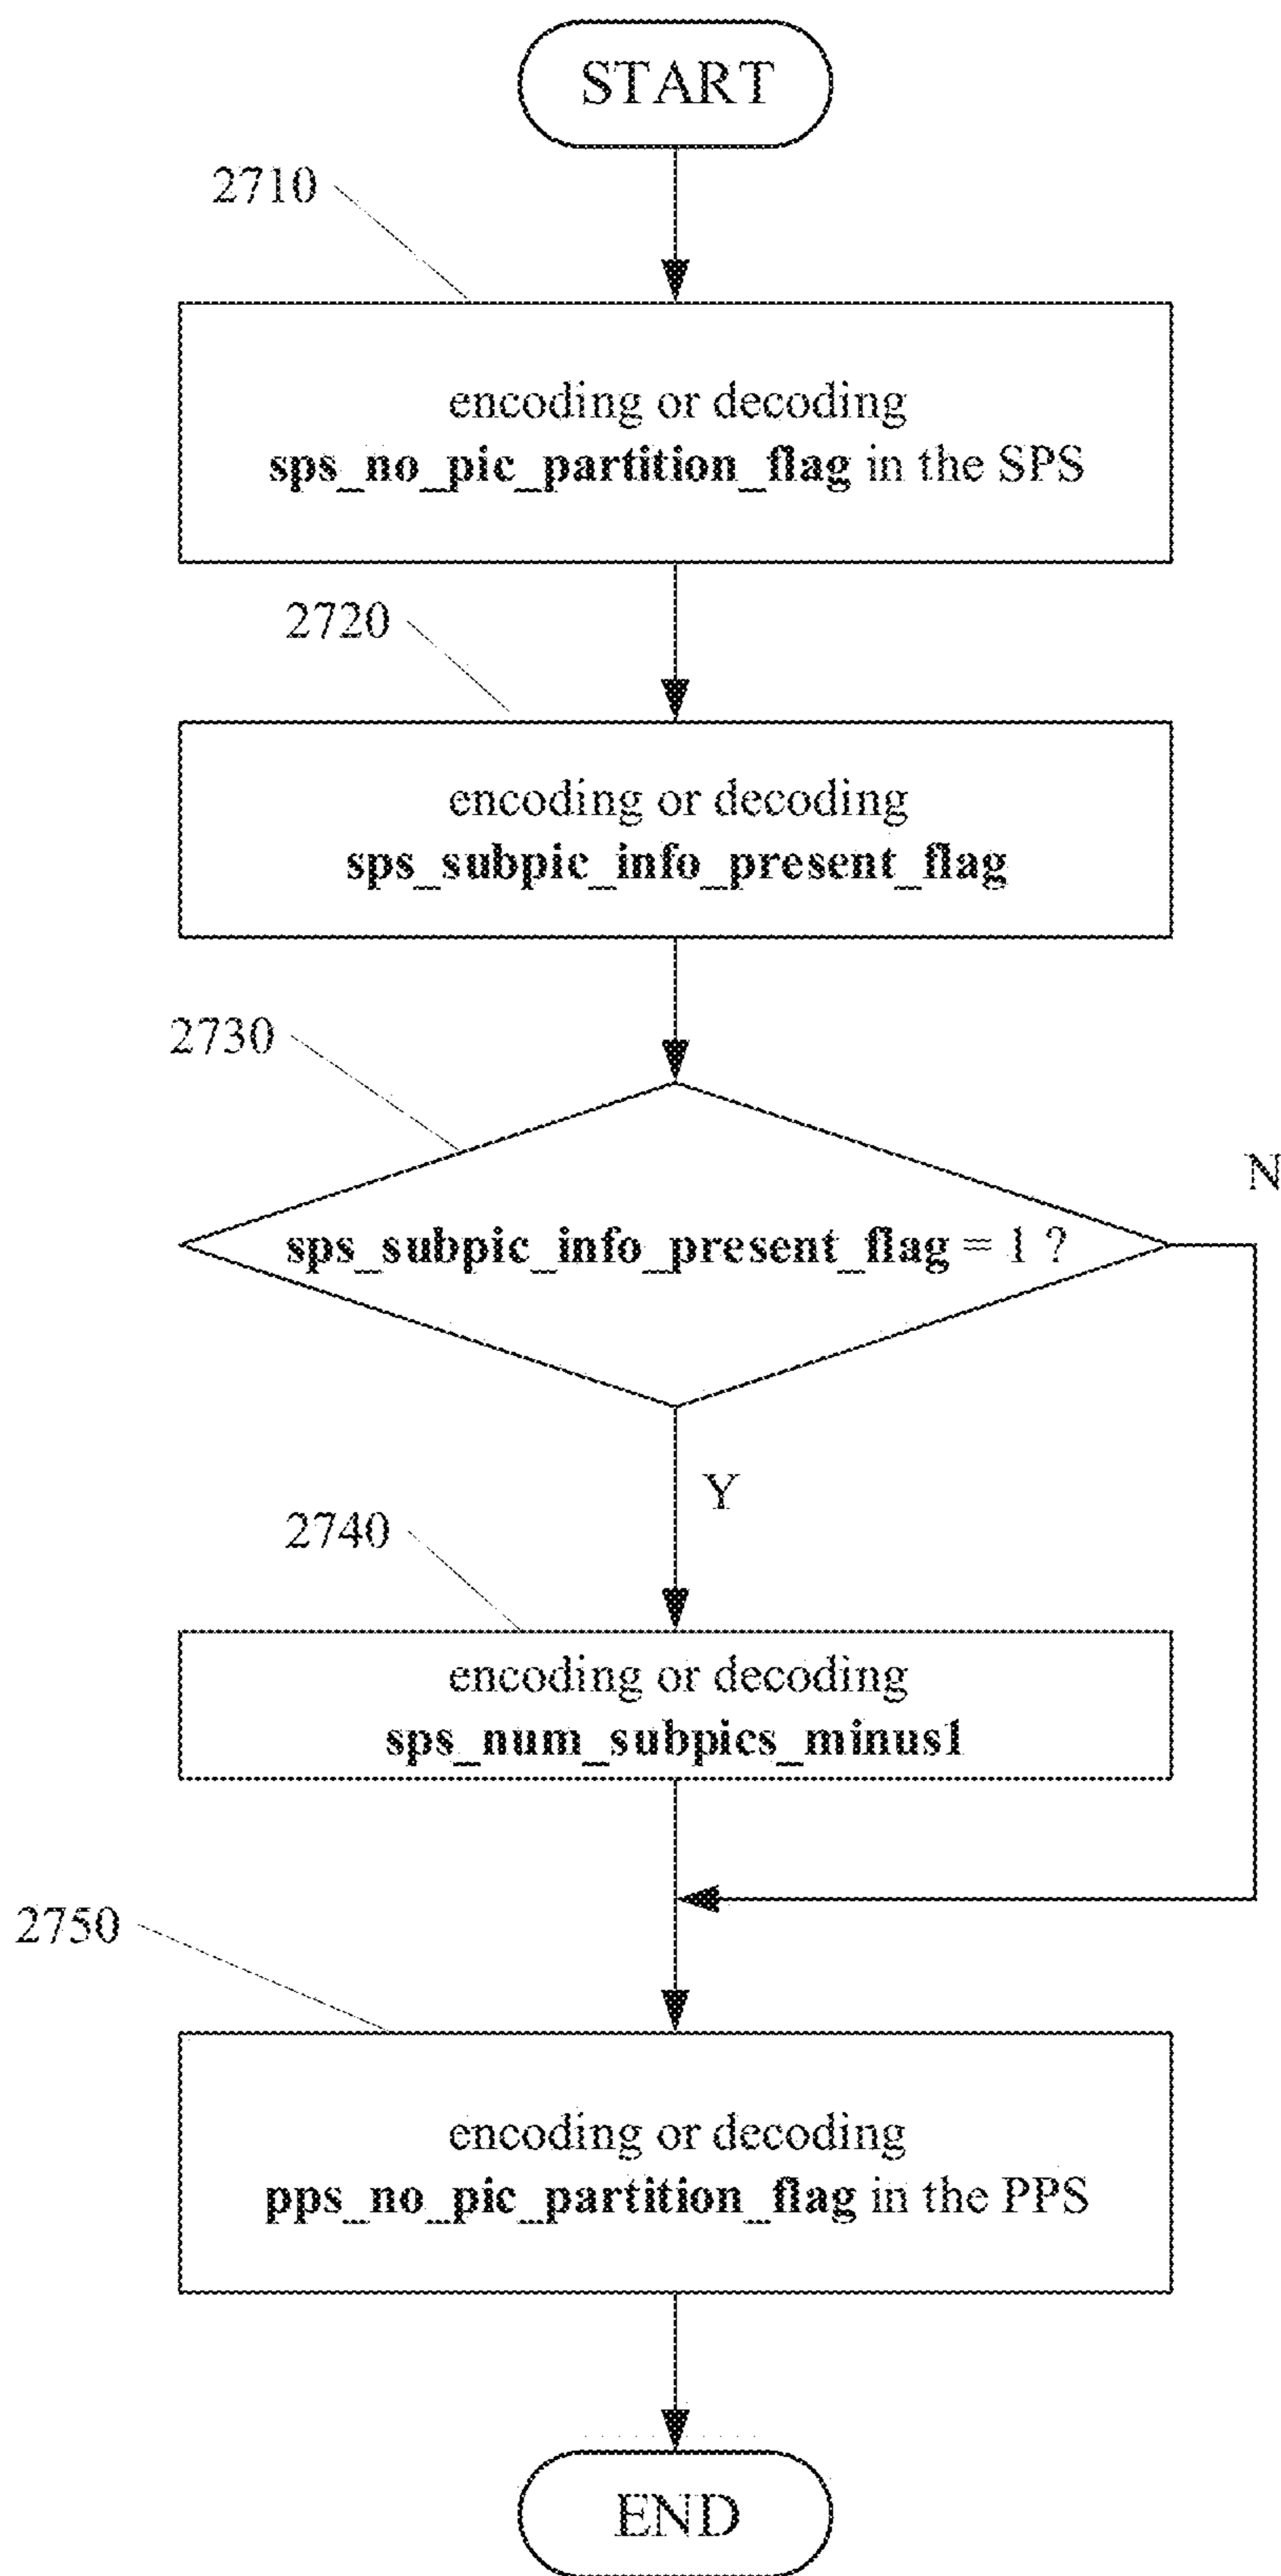 START
2710
encoding or decoding
sps_no_pic_partition_flag in the SPS
2720
encoding or decoding
sps_subpic_info_present_flag
2730
N
sps_subpic_info_present_flag = 1 ?
Y
2740
encoding or decoding
sps_num_subpics_minus1
2750
encoding or decoding
pps_no_pic_partition_flag in the PPS
END